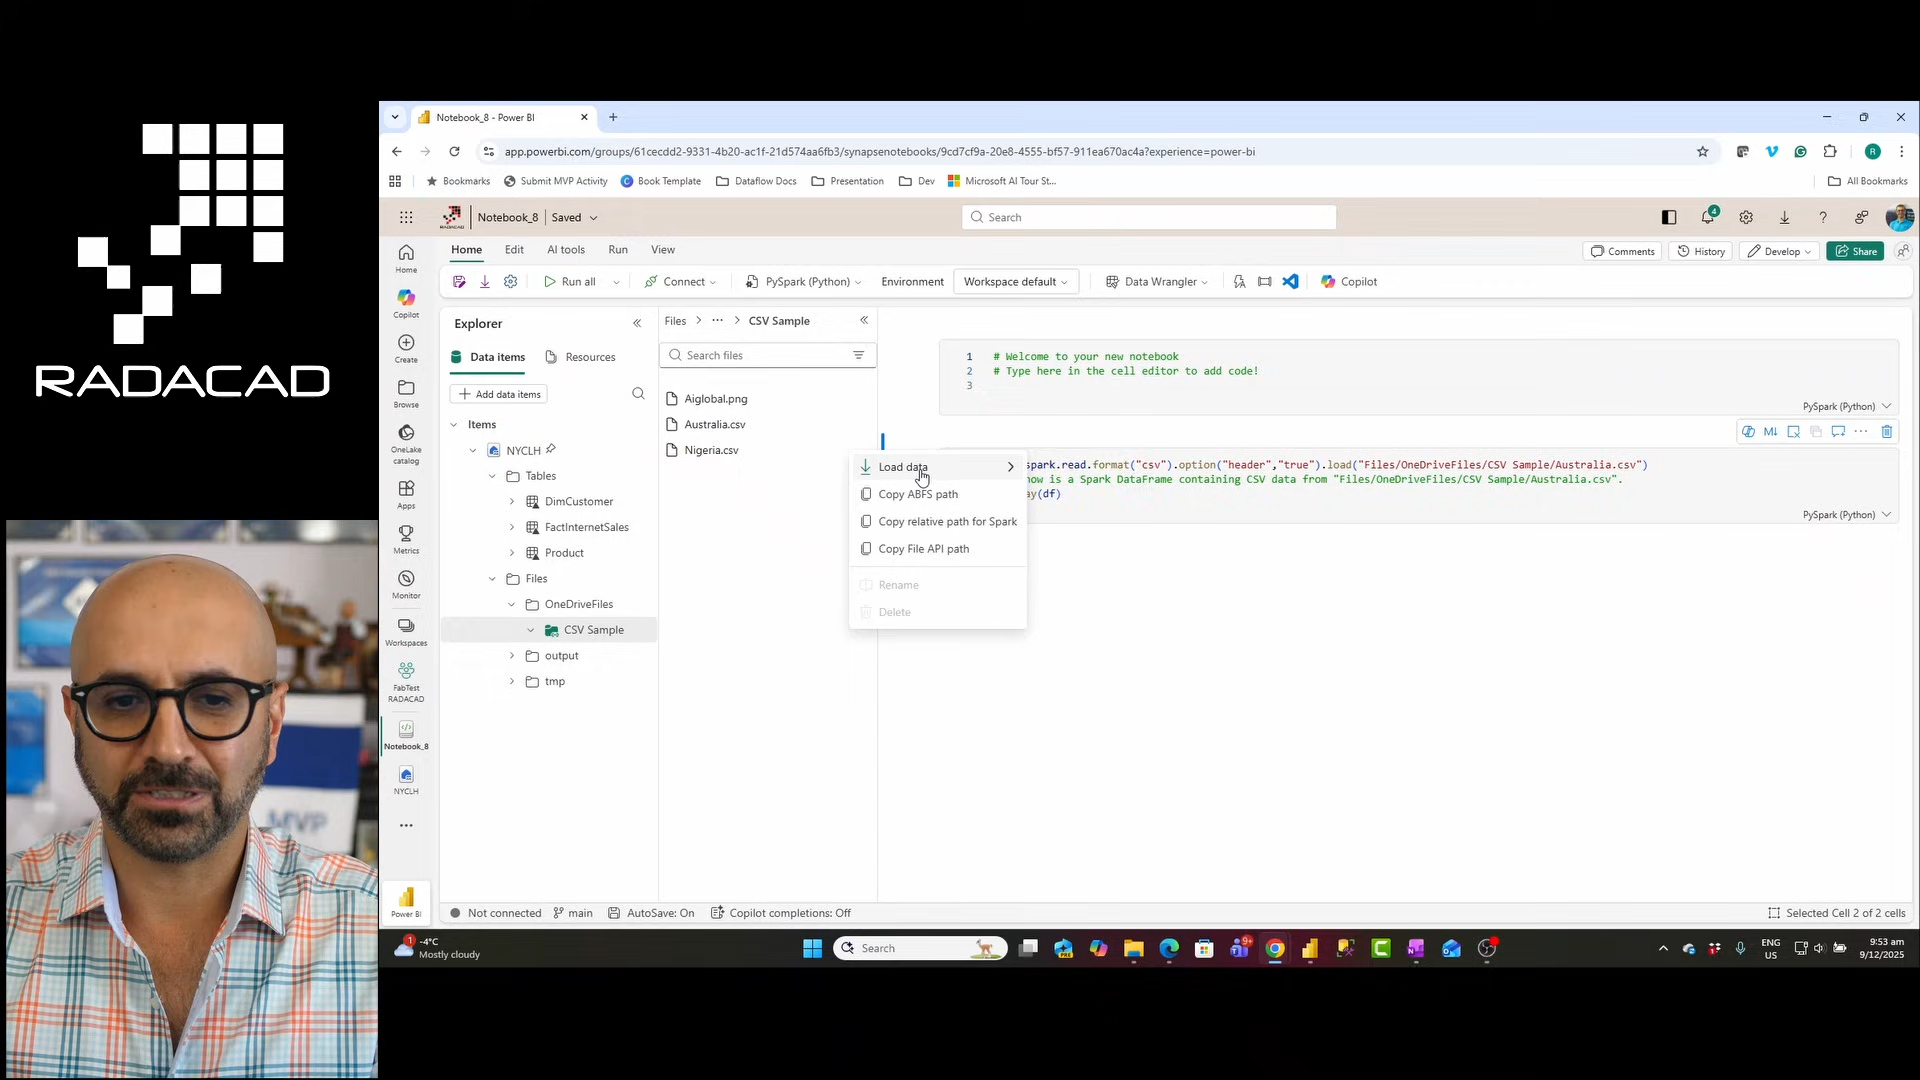 RADACAD
MVP
Notebook_8 - Power BI
app.powerbi.com/groups/61cecdd2-9331-4b20-ac1f-21d574aa6fb3/synapsenotebooks/9cd7cf9a-20e8-4555-bf57-911ea670ac4a?experience=power-bi
R
Bookmarks
Submit MVP Activity
Book Template
Dataflow Docs
Presentation
Dev
Microsoft AI Tour St...
All Bookmarks
RADACAD
Notebook_8
Saved
Search
4
Home
Edit
AI tools
Run
View
Comments
History
Develop
Share
Run all
Connect
PySpark (Python)
Environment
Workspace default
Data Wrangler
Copilot
Home
Copilot
Create
Browse
OneLake
catalog
Apps
Metrics
Monitor
Workspaces
FabTest
RADACAD
Notebook_8
NYCLH
Power BI
Explorer
Data items
Resources
Add data items
Items
NYCLH
Tables
DimCustomer
FactInternetSales
Product
Files
OneDriveFiles
CSV Sample
output
tmp
Files > ... > CSV Sample
Search files
Aiglobal.png
Australia.csv
Nigeria.csv
Load data
Copy ABFS path
Copy relative path for Spark
Copy File API path
Rename
Delete
1 # Welcome to your new notebook
2 # Type here in the cell editor to add code!
3
PySpark (Python)
M↓
spark.read.format("csv").option("header","true").load("Files/OneDriveFiles/CSV Sample/Australia.csv")
now is a Spark DataFrame containing CSV data from "Files/OneDriveFiles/CSV Sample/Australia.csv".
ay(df)
PySpark (Python)
Not connected
main
AutoSave: On
Copilot completions: Off
Selected Cell 2 of 2 cells
1
-4°C
Mostly cloudy
Search
PRE
9+
ENG
US
9:53 am
9/12/2025